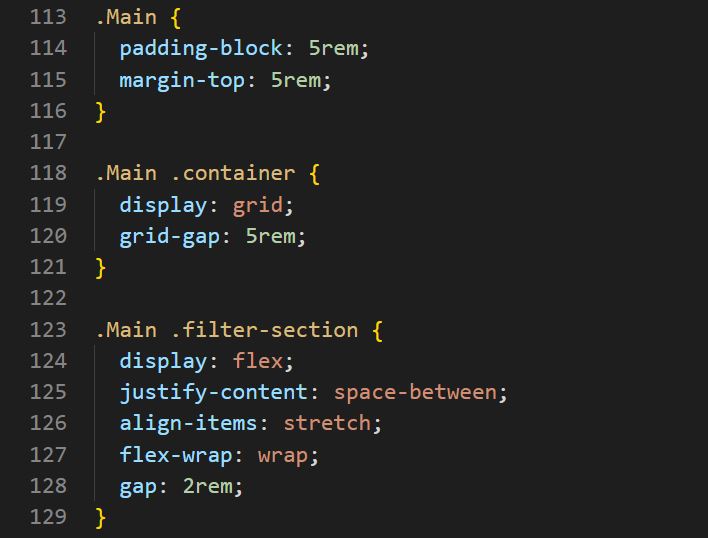 113 .Main {
114 padding-block: 5rem;
115 margin-top: 5rem;
116 }
117
118 .Main .container {
119 display: grid;
120 grid-gap: 5rem;
121 }
122
123 .Main .filter-section {
124 display: flex;
125 justify-content: space-between;
126 align-items: stretch;
127 flex-wrap: wrap;
128 gap: 2rem;
129 }